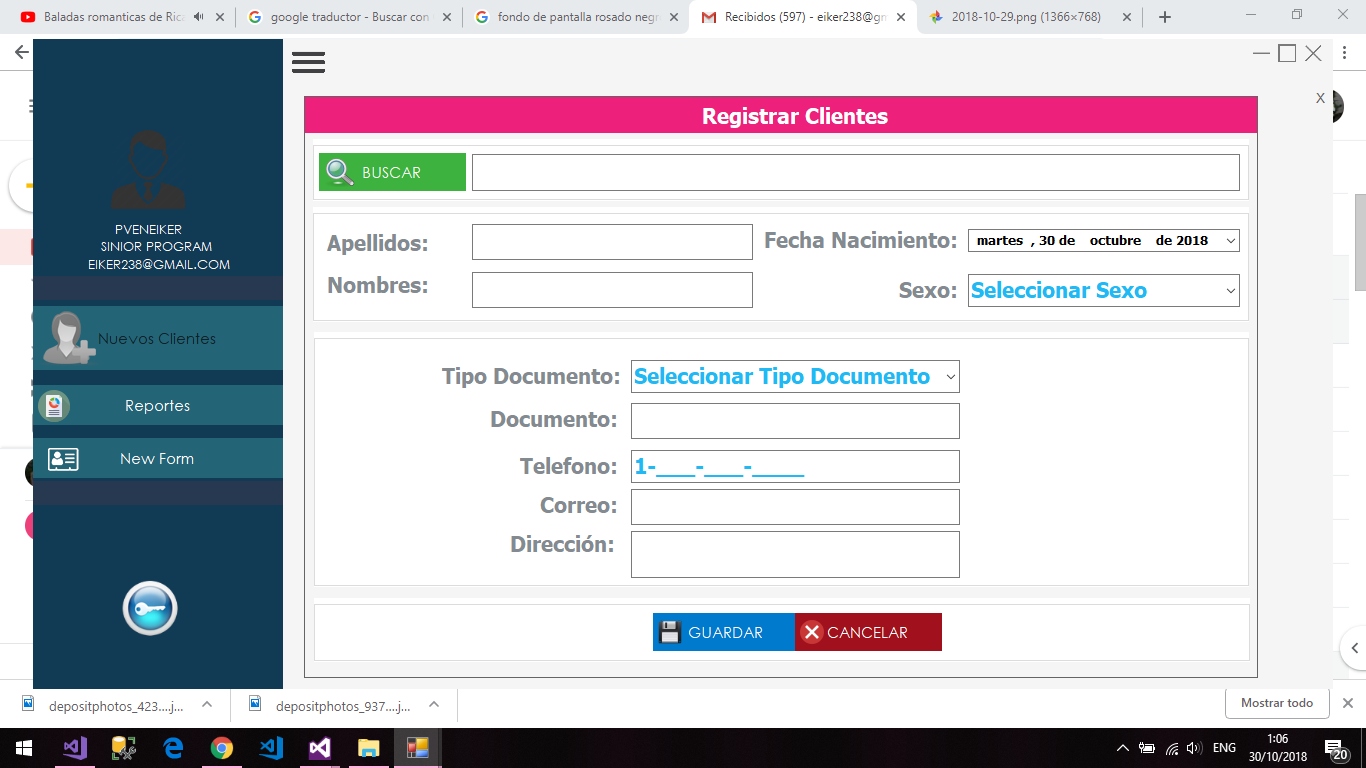 Baladas romanticas de Rica
google traductor - Buscar con
fondo de pantalla rosado negr
Recibidos (597) - eiker238@gm
2018-10-29.png (1366×768)
X
Registrar Clientes
BUSCAR
PVENEIKER
SINIOR PROGRAM
EIKER238@GMAIL.COM
Nuevos Clientes
Reportes
New Form
Apellidos:
Fecha Nacimiento: martes , 30 de octubre de 2018
Nombres:
Sexo: Seleccionar Sexo
Tipo Documento: Seleccionar Tipo Documento
Documento:
Telefono: 1-___-___-____
Correo:
Dirección:
GUARDAR
CANCELAR
depositphotos_423....j...
depositphotos_937....j...
Mostrar todo
ENG
1:06
30/10/2018
20